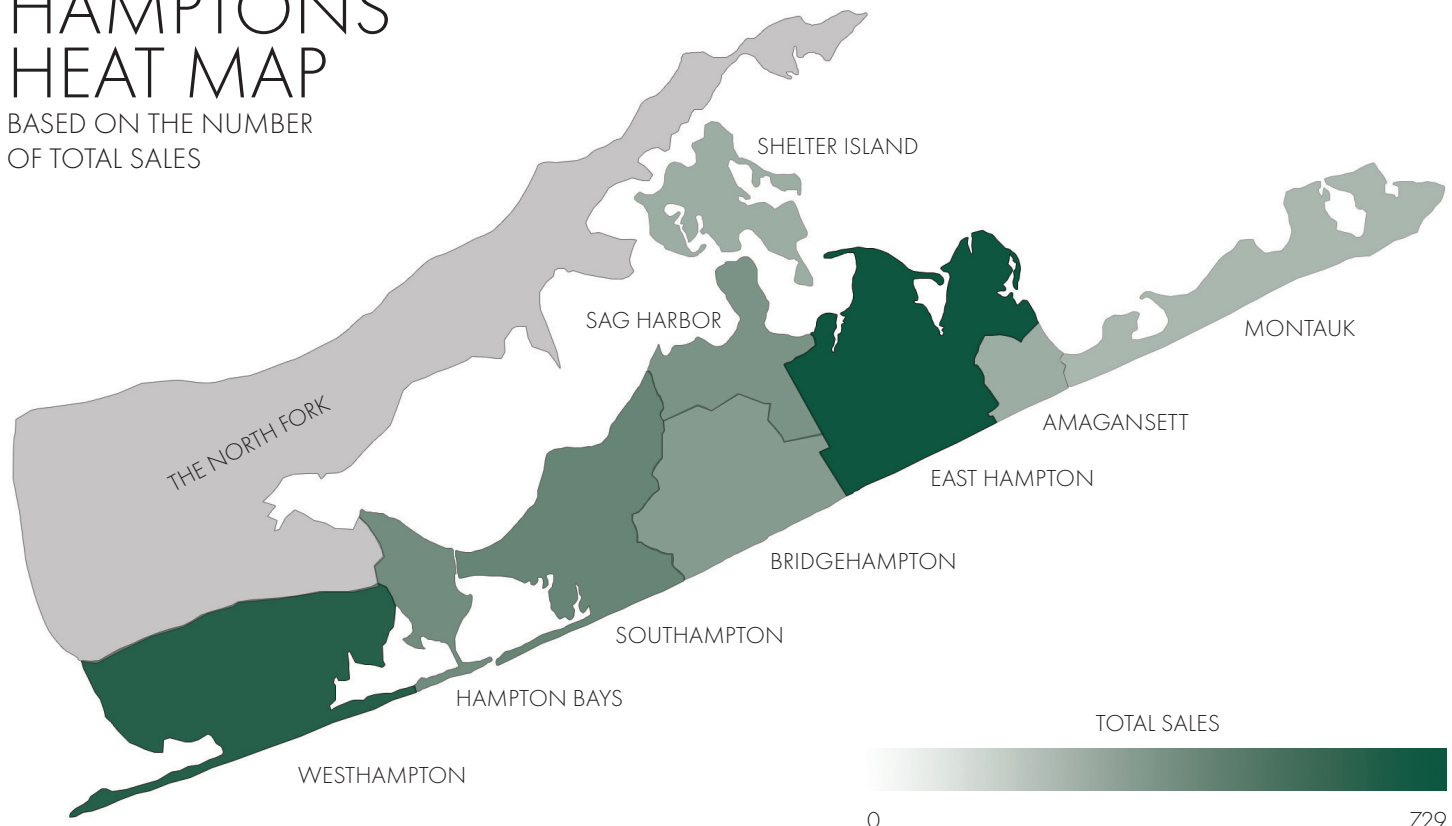 HAMPTONS
HEAT MAP
BASED ON THE NUMBER
OF TOTAL SALES
SHELTER ISLAND
SAG HARBOR
MONTAUK
THE NORTH FORK
AMAGANSETT
EAST HAMPTON
BRIDGEHAMPTON
SOUTHAMPTON
HAMPTON BAYS
WESTHAMPTON
TOTAL SALES
0
729